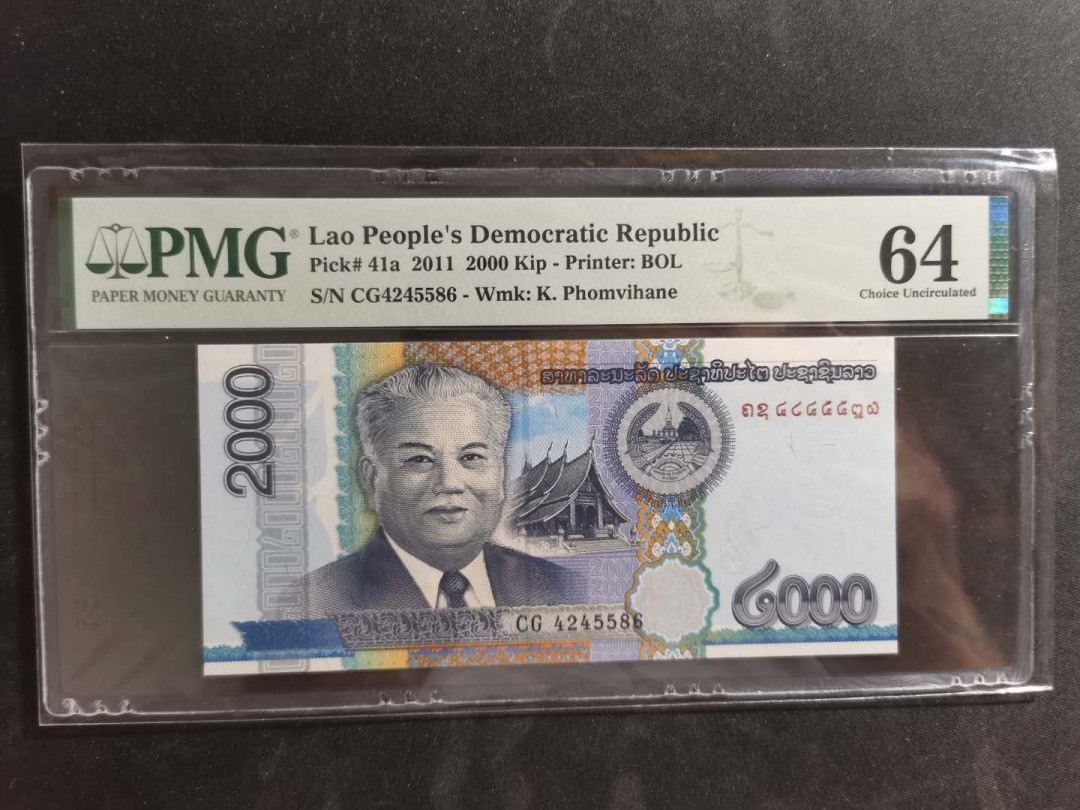 PMG®
PAPER MONEY GUARANTY
Lao People's Democratic Republic
Pick# 41a 2011 2000 Kip - Printer: BOL
S/N CG4245586 - Wmk: K. Phomvihane
64
Choice Uncirculated
2000
ສາທາລະນະລັດ ປະຊາທິປະໄຕ ປະຊາຊົນລາວ
CG 4245586
໒000